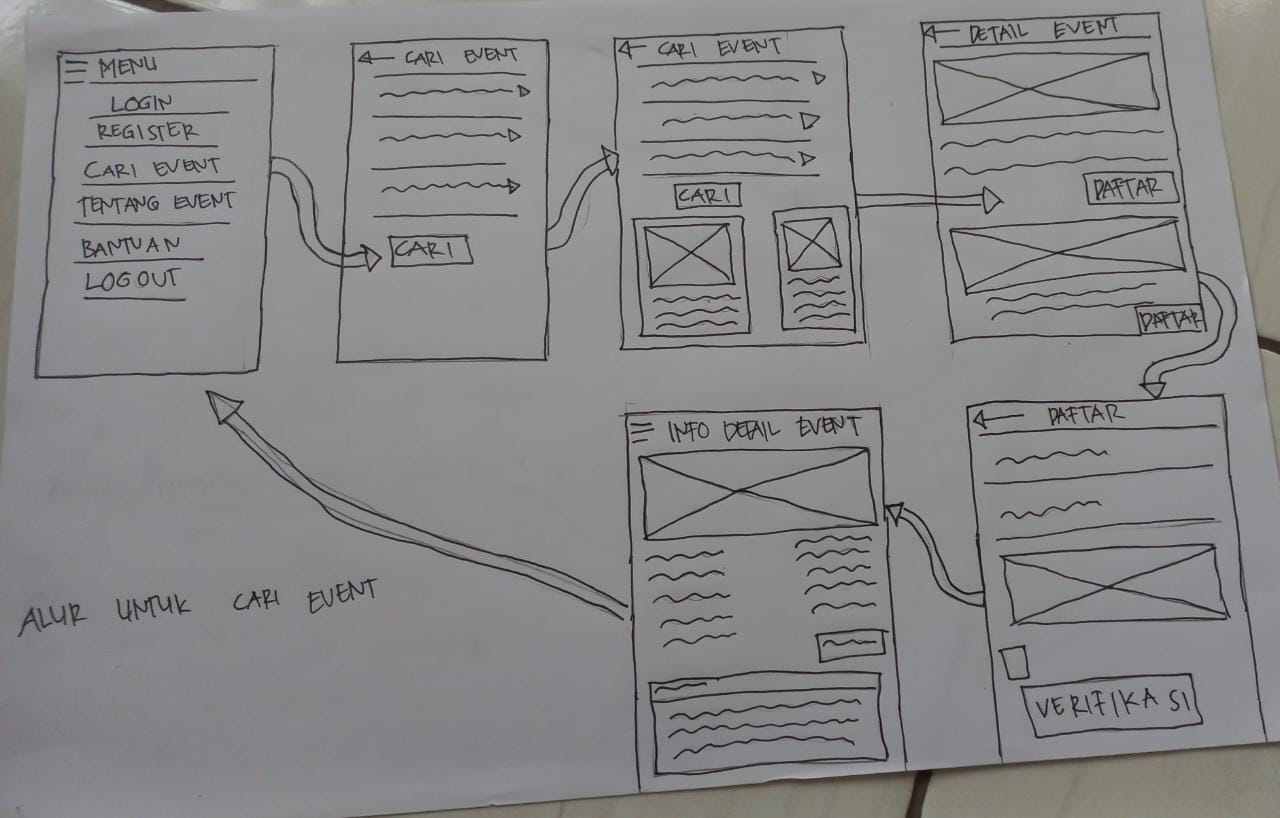 MENU
LOGIN
REGISTER
CARI EVENT
TENTANG EVENT
BANTUAN
LOGOUT
CARI EVENT
CARI
CARI EVENT
CARI
DETAIL EVENT
DAFTAR
DAFTAR
DAFTAR
VERIFIKASI
INFO DETAIL EVENT
ALUR UNTUK CARI EVENT